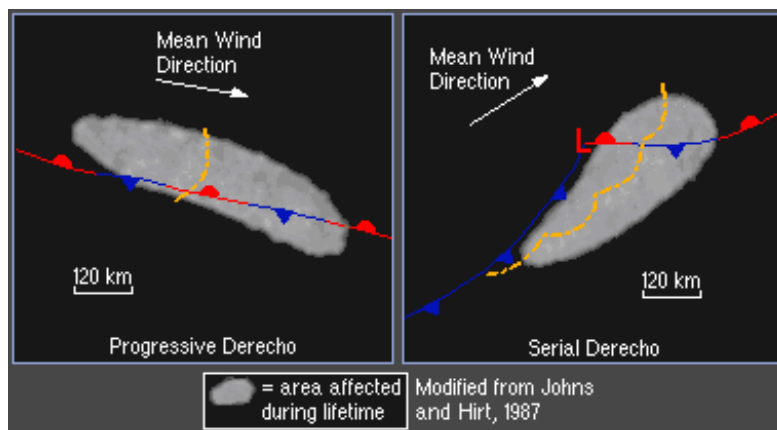 Mean Wind
Direction
120 km
Progressive Derecho
Mean Wind
Direction
L
120 km
Serial Derecho
= area affected
during lifetime
Modified from Johns
and Hirt, 1987